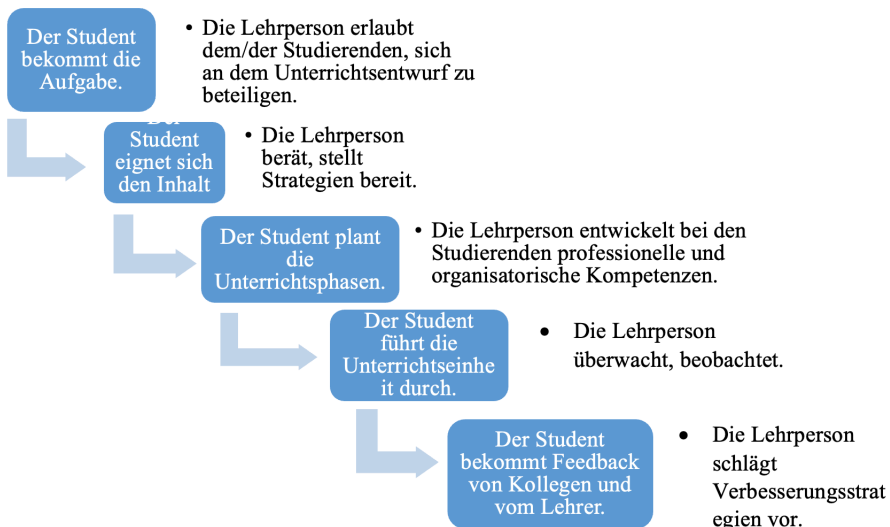 Der Student
bekommt die
Aufgabe.
• Die Lehrperson erlaubt
dem/der Studierenden, sich
an dem Unterrichtsentwurf zu
beteiligen.
Der
Student
eignet sich
den Inhalt
• Die Lehrperson
berät, stellt
Strategien bereit.
Der Student plant
die
Unterrichtsphasen.
• Die Lehrperson entwickelt bei den
Studierenden professionelle und
organisatorische Kompetenzen.
Der Student
führt die
Unterrichtseinhe
it durch.
• Die Lehrperson
überwacht, beobachtet.
Der Student
bekommt Feedback
von Kollegen und
vom Lehrer.
• Die Lehrperson
schlägt
Verbesserungsstrat
egien vor.